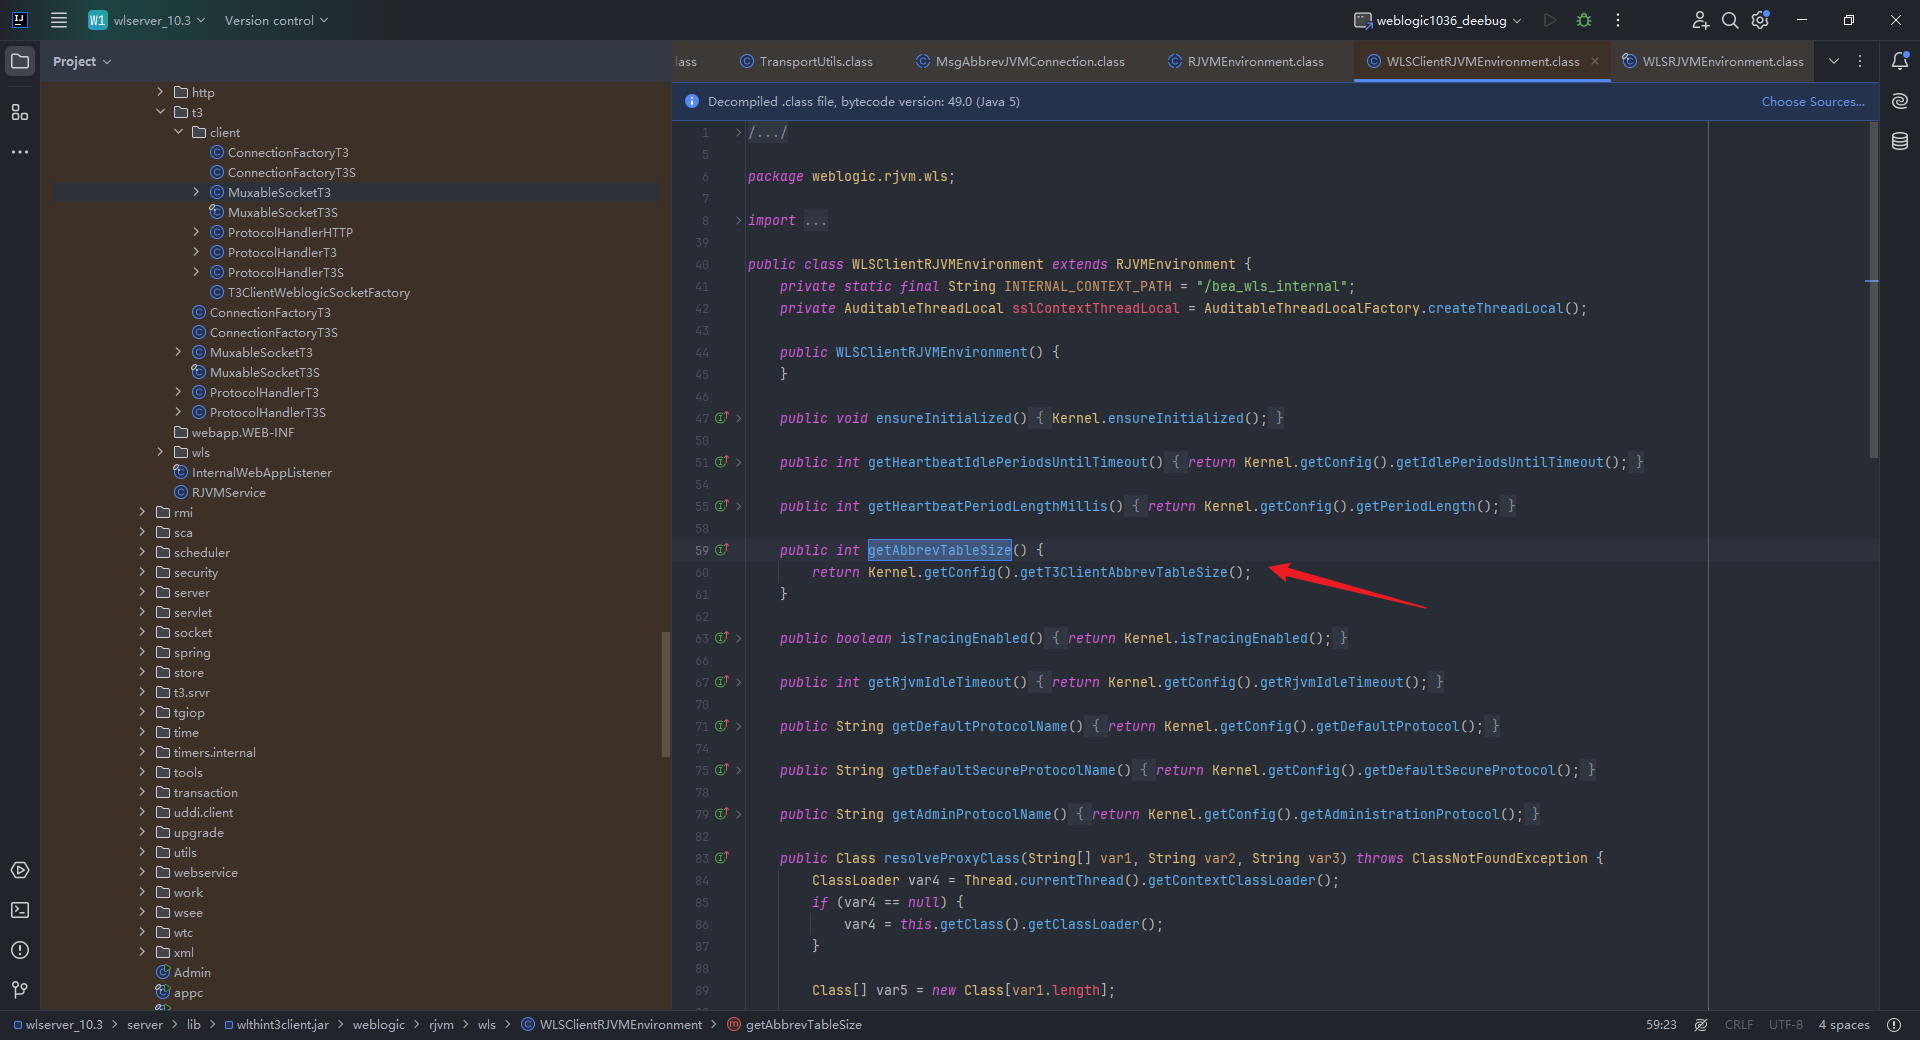 W1 wlserver_10.3 Version control weblogic1036_deebug
Project
lass TransportUtils.class MsgAbbrevJVMConnection.class RJVMEnvironment.class WLSClientRJVMEnvironment.class WLSRJVMEnvironment.class
Decompiled .class file, bytecode version: 49.0 (Java 5) Choose Sources...
http
t3
client
ConnectionFactoryT3
ConnectionFactoryT3S
MuxableSocketT3
MuxableSocketT3S
ProtocolHandlerHTTP
ProtocolHandlerT3
ProtocolHandlerT3S
T3ClientWeblogicSocketFactory
ConnectionFactoryT3
ConnectionFactoryT3S
MuxableSocketT3
MuxableSocketT3S
ProtocolHandlerT3
ProtocolHandlerT3S
webapp.WEB-INF
wls
InternalWebAppListener
RJVMService
rmi
sca
scheduler
security
server
servlet
socket
spring
store
t3.srvr
tgiop
time
timers.internal
tools
transaction
uddi.client
upgrade
utils
webservice
work
wsee
wtc
xml
Admin
appc
1 /.../
5
6 package weblogic.rjvm.wls;
7
8 import ...
39
40 public class WLSClientRJVMEnvironment extends RJVMEnvironment {
41 private static final String INTERNAL_CONTEXT_PATH = "/bea_wls_internal";
42 private AuditableThreadLocal sslContextThreadLocal = AuditableThreadLocalFactory.createThreadLocal();
43
44 public WLSClientRJVMEnvironment() {
45 }
46
47 public void ensureInitialized() { Kernel.ensureInitialized(); }
50
51 public int getHeartbeatIdlePeriodsUntilTimeout() { return Kernel.getConfig().getIdlePeriodsUntilTimeout(); }
54
55 public int getHeartbeatPeriodLengthMillis() { return Kernel.getConfig().getPeriodLength(); }
58
59 public int getAbbrevTableSize() {
60 return Kernel.getConfig().getT3ClientAbbrevTableSize();
61 }
62
63 public boolean isTracingEnabled() { return Kernel.isTracingEnabled(); }
66
67 public int getRjvmIdleTimeout() { return Kernel.getConfig().getRjvmIdleTimeout(); }
70
71 public String getDefaultProtocolName() { return Kernel.getConfig().getDefaultProtocol(); }
74
75 public String getDefaultSecureProtocolName() { return Kernel.getConfig().getDefaultSecureProtocol(); }
78
79 public String getAdminProtocolName() { return Kernel.getConfig().getAdministrationProtocol(); }
82
83 public Class resolveProxyClass(String[] var1, String var2, String var3) throws ClassNotFoundException {
84 ClassLoader var4 = Thread.currentThread().getContextClassLoader();
85 if (var4 == null) {
86 var4 = this.getClass().getClassLoader();
87 }
88
89 Class[] var5 = new Class[var1.length];
wlserver_10.3 server lib wlthint3client.jar weblogic rjvm wls WLSClientRJVMEnvironment getAbbrevTableSize 59:23 CRLF UTF-8 4 spaces